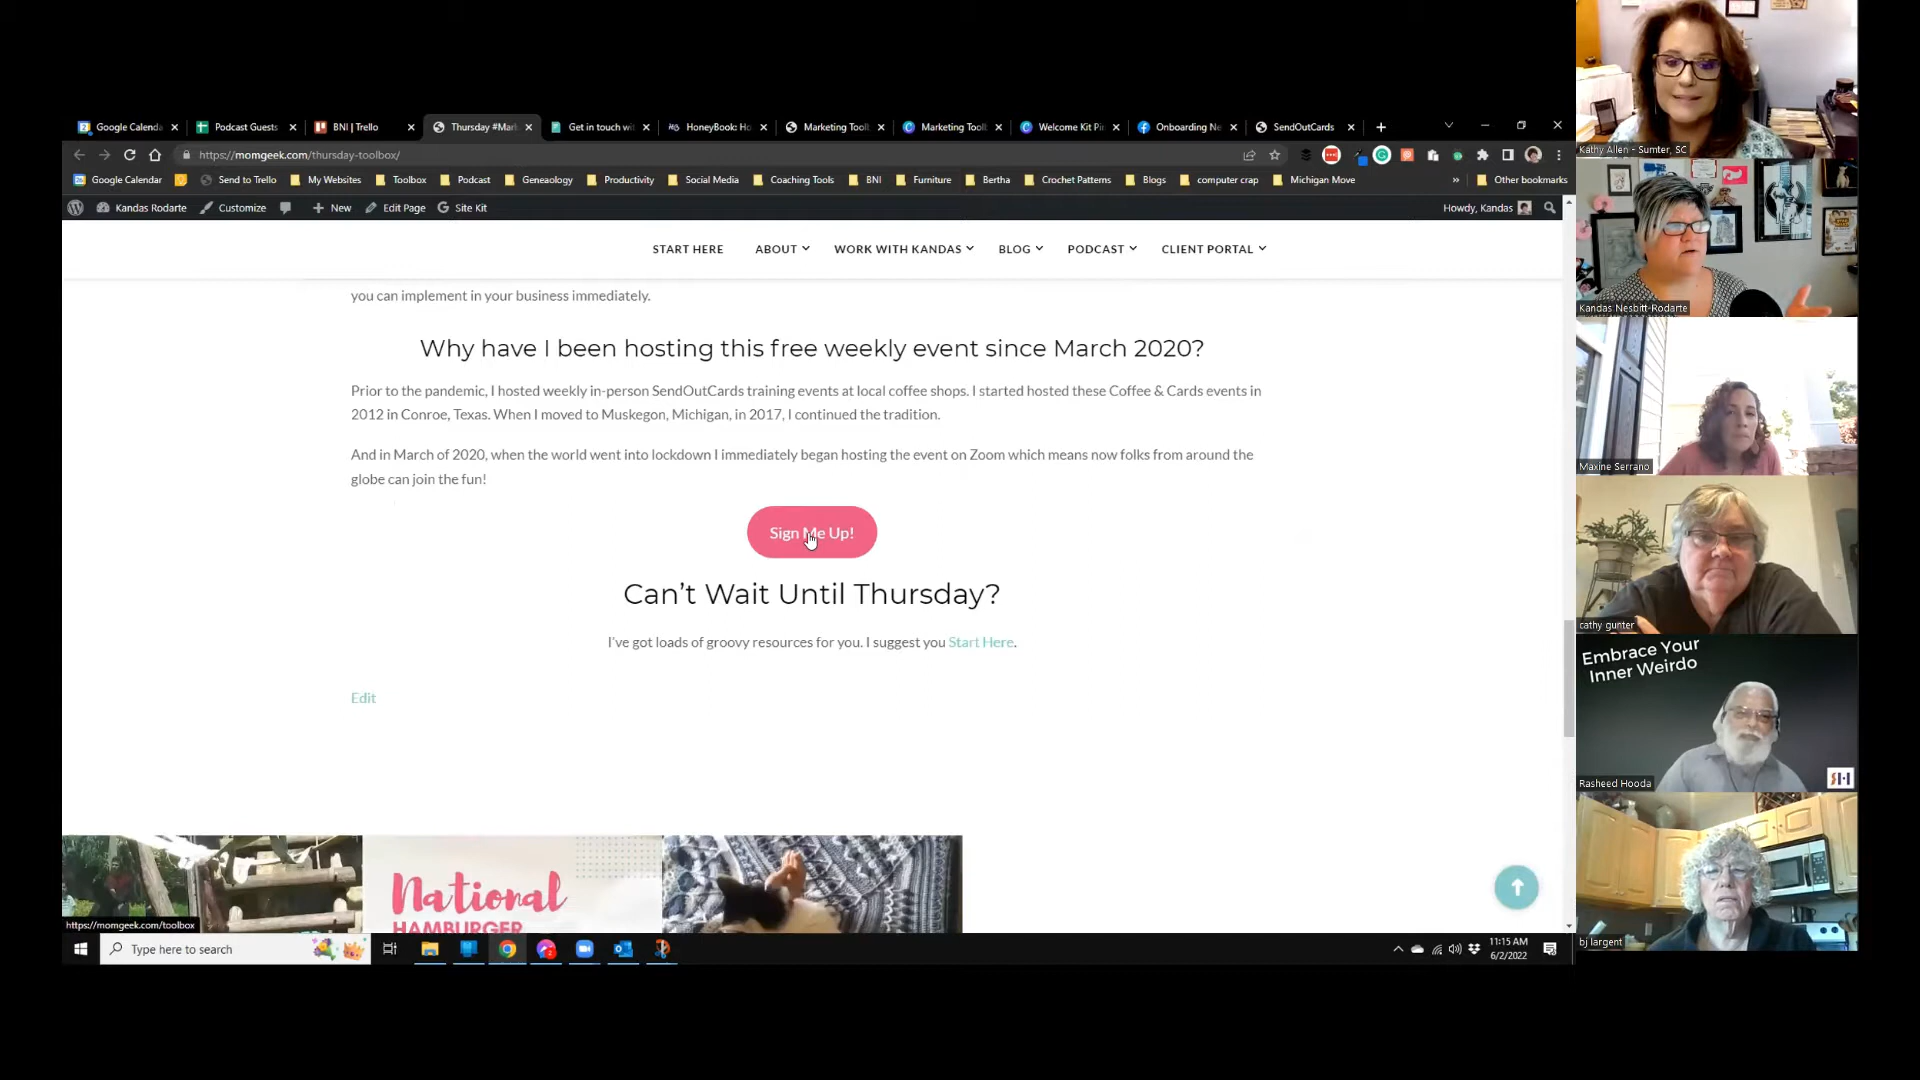 Google Calenda
Podcast Guests
BNI | Trello
Thursday #Mark
Get in touch wit
HoneyBook: Ho
Marketing Tool
Marketing Tool
Welcome Kit Pin
Onboarding Ne
SendOutCards
https://momgeek.com/thursday-toolbox/
Google Calendar
Send to Trello
My Websites
Toolbox
Podcast
Geneaology
Productivity
Social Media
Coaching Tools
BNI
Furniture
Bertha
Crochet Patterns
Blogs
computer crap
Michigan Move
»
Other bookmarks
Kandas Rodarte
Customize
New
Edit Page
Site Kit
Howdy, Kandas
START HERE
ABOUT
WORK WITH KANDAS
BLOG
PODCAST
CLIENT PORTAL
you can implement in your business immediately.
Why have I been hosting this free weekly event since March 2020?
Prior to the pandemic, I hosted weekly in-person SendOutCards training events at local coffee shops. I started hosted these Coffee & Cards events in
2012 in Conroe, Texas. When I moved to Muskegon, Michigan, in 2017, I continued the tradition.
And in March of 2020, when the world went into lockdown I immediately began hosting the event on Zoom which means now folks from around the
globe can join the fun!
Sign Me Up!
Can't Wait Until Thursday?
I've got loads of groovy resources for you. I suggest you Start Here.
Edit
National
HAMBURGER
https://momgeek.com/toolbox
Type here to search
11:15 AM
6/2/2022
Kathy Allen - Sumter, SC
Kandas Nesbitt-Rodarte
Maxine Serrano
cathy gunter
Embrace Your
Inner Weirdo
Rasheed Hooda
bj largent